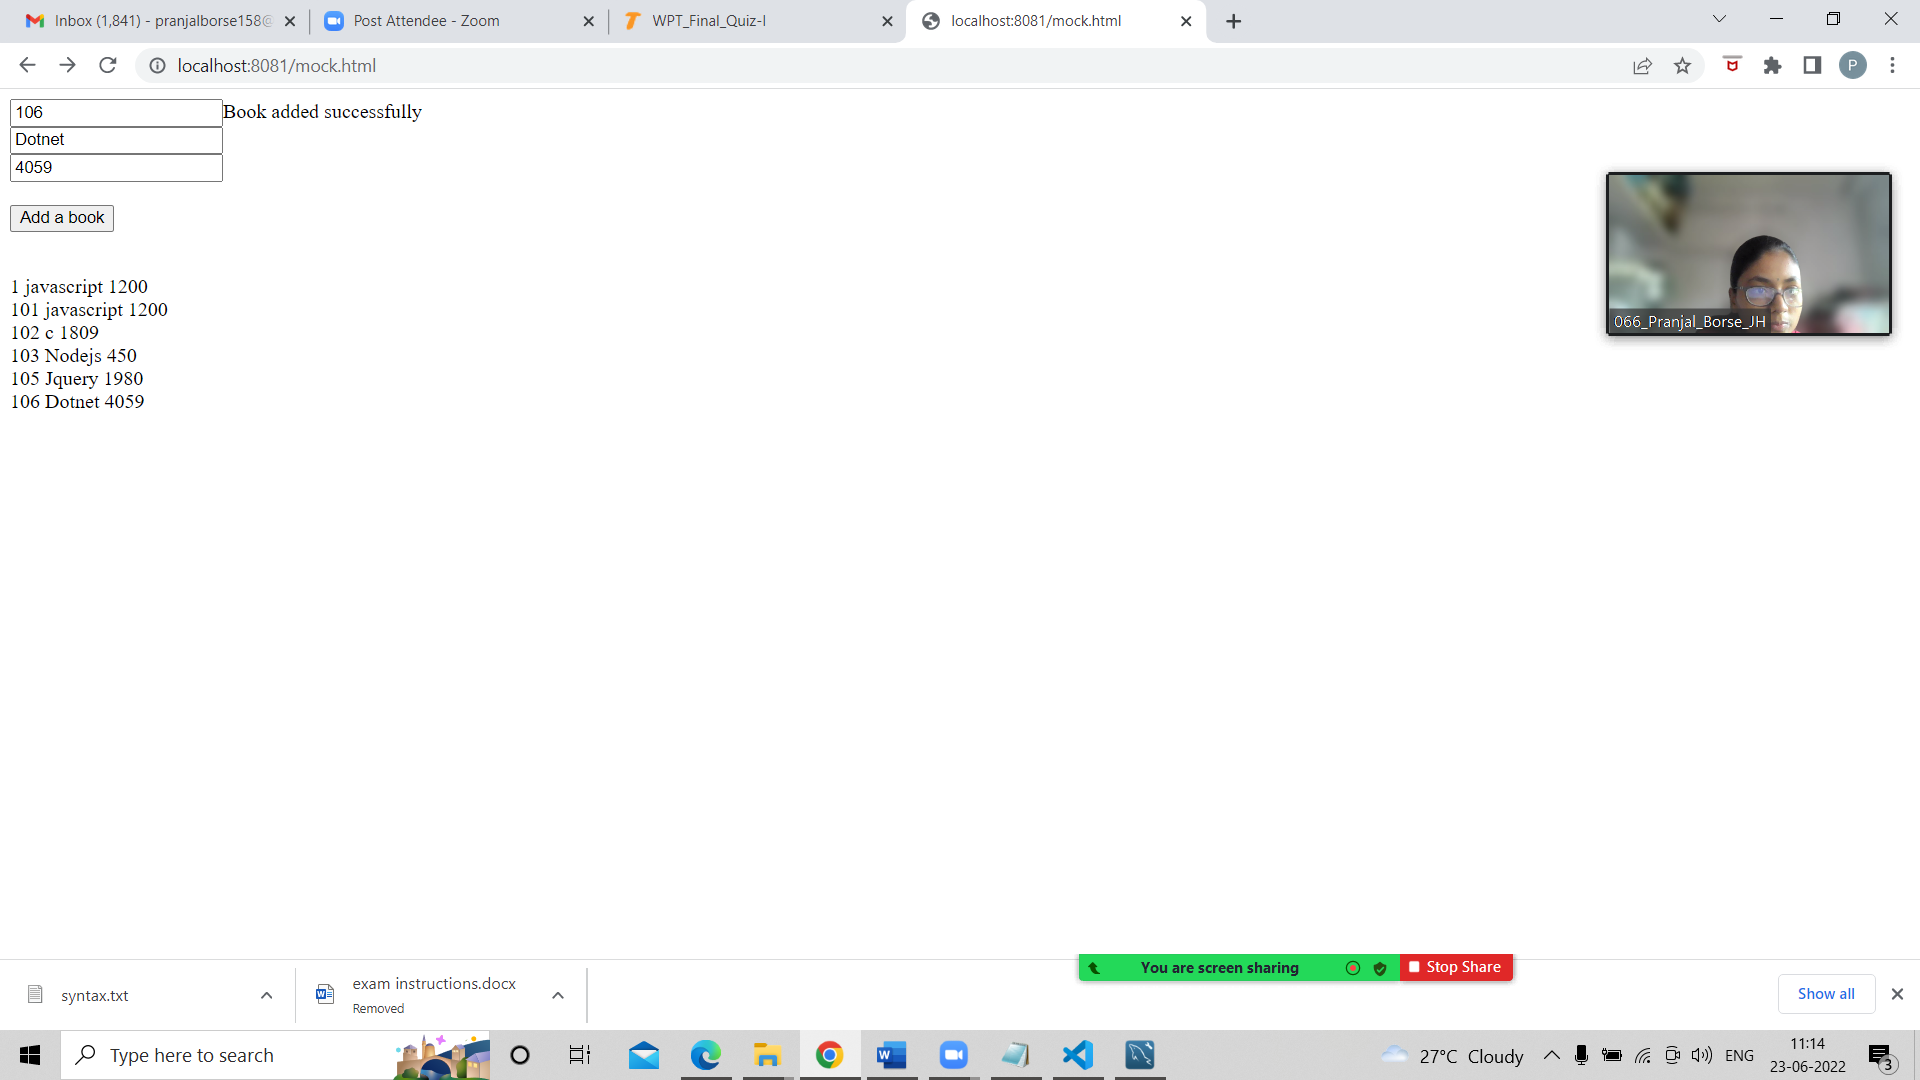 Inbox (1,841) - pranjalborse158@
Post Attendee - Zoom
WPT_Final_Quiz-I
localhost:8081/mock.html
localhost:8081/mock.html
P
106
Book added successfully
Dotnet
4059
Add a book
066_Pranjal_Borse_JH
1 javascript 1200
101 javascript 1200
102 c 1809
103 Nodejs 450
105 Jquery 1980
106 Dotnet 4059
You are screen sharing
Stop Share
syntax.txt
exam instructions.docx
Removed
Show all
Type here to search
27°C Cloudy
ENG
11:14
23-06-2022
3